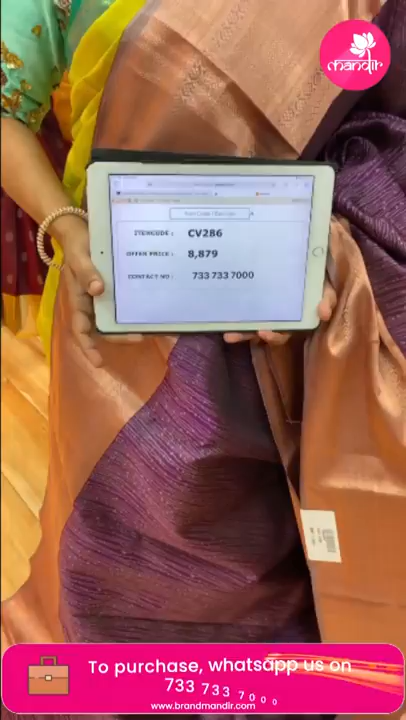 mandir
ITEMCODE : CV286
OFFER PRICE : 8,879
CONTACT NO : 733 733 7000
To purchase, whatsapp us on
733 733 7000
www.brandmandir.com